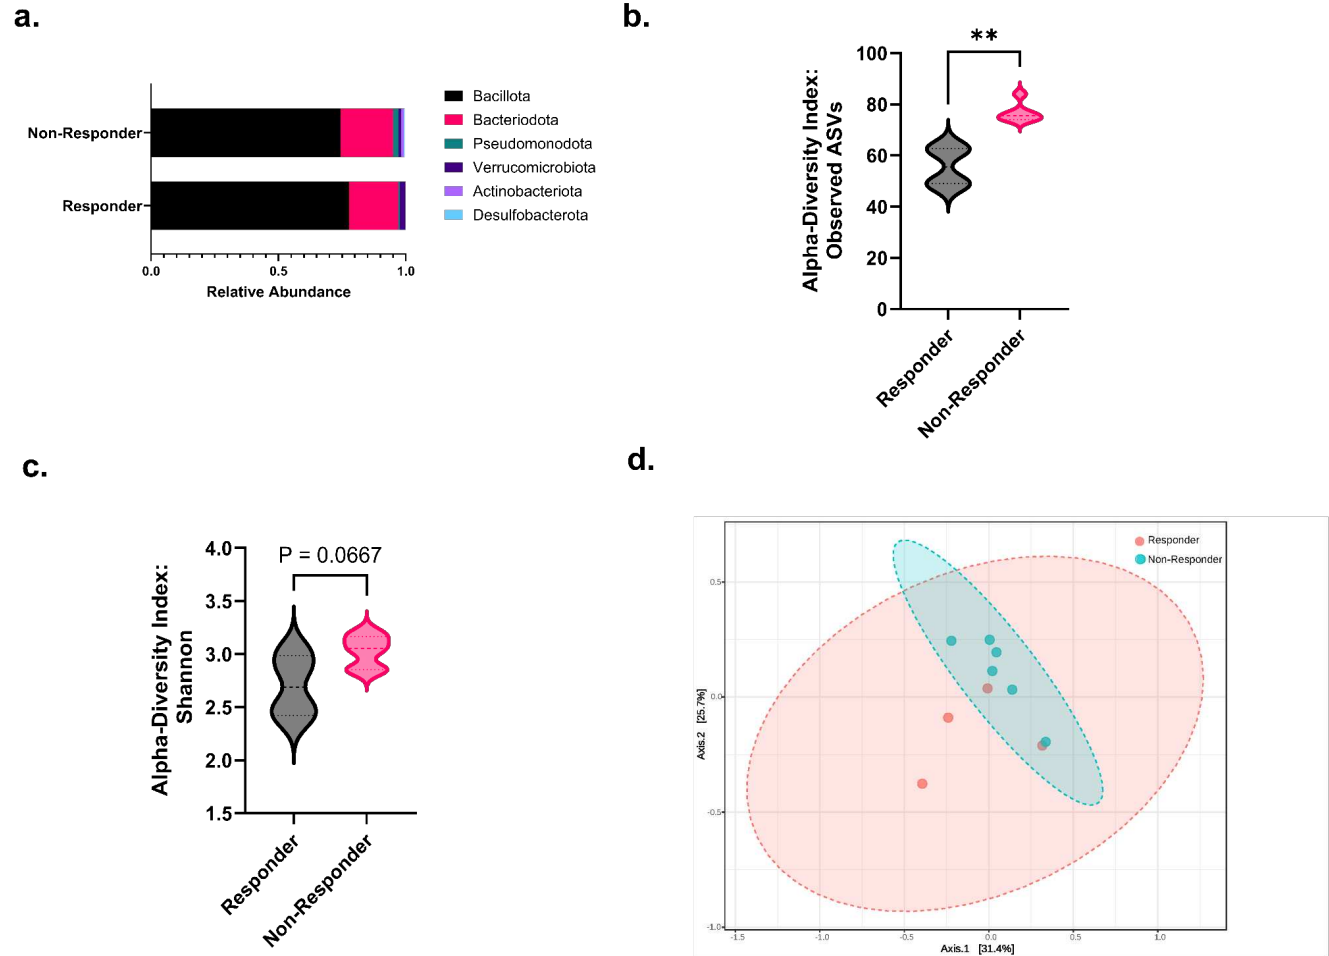 a.
Non-Responder
Responder
0.0
0.5
1.0
Relative Abundance
Bacillota
Bacteriodota
Pseudomonodota
Verrucomicrobiota
Actinobacteriota
Desulfobacterota
b.
**
Alpha-Diversity Index:
Observed ASVs
100
80
60
40
20
0
Responder
Non-Responder
c.
P = 0.0667
Alpha-Diversity Index:
Shannon
4.0
3.5
3.0
2.5
2.0
1.5
Responder
Non-Responder
d.
Responder
Non-Responder
Axis.2 [25.7%]
0.5
0.0
-0.5
-1.0
-1.5
-1.0
-0.5
0.0
0.5
1.0
Axis.1 [31.4%]